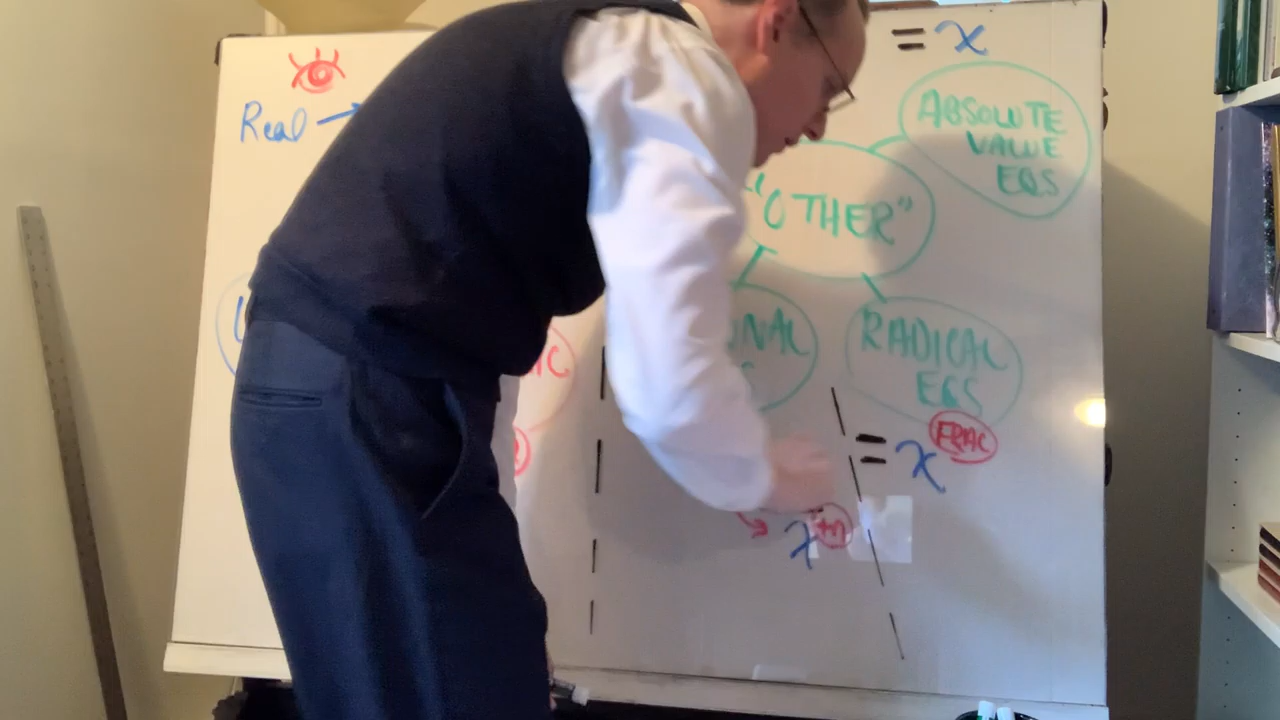 = x
Real →
ABSOLUTE
VALUE
EQS
"OTHER"
RADICAL
EQS
= x FRAC
x +n